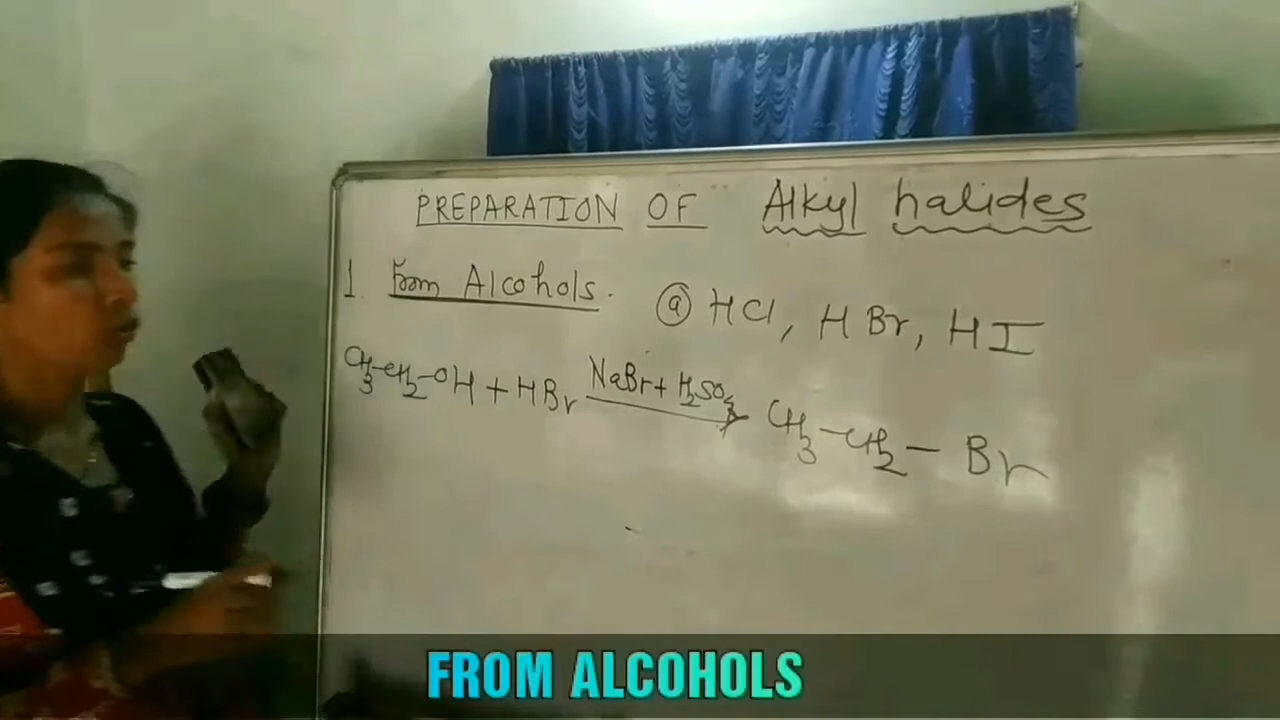 PREPARATION OF Alkyl halides
1. From Alcohols. ⓐ HCl, HBr, HI
CH₃-CH₂-OH + HBr NaBr + H₂SO₄ → CH₃-CH₂-Br
FROM ALCOHOLS